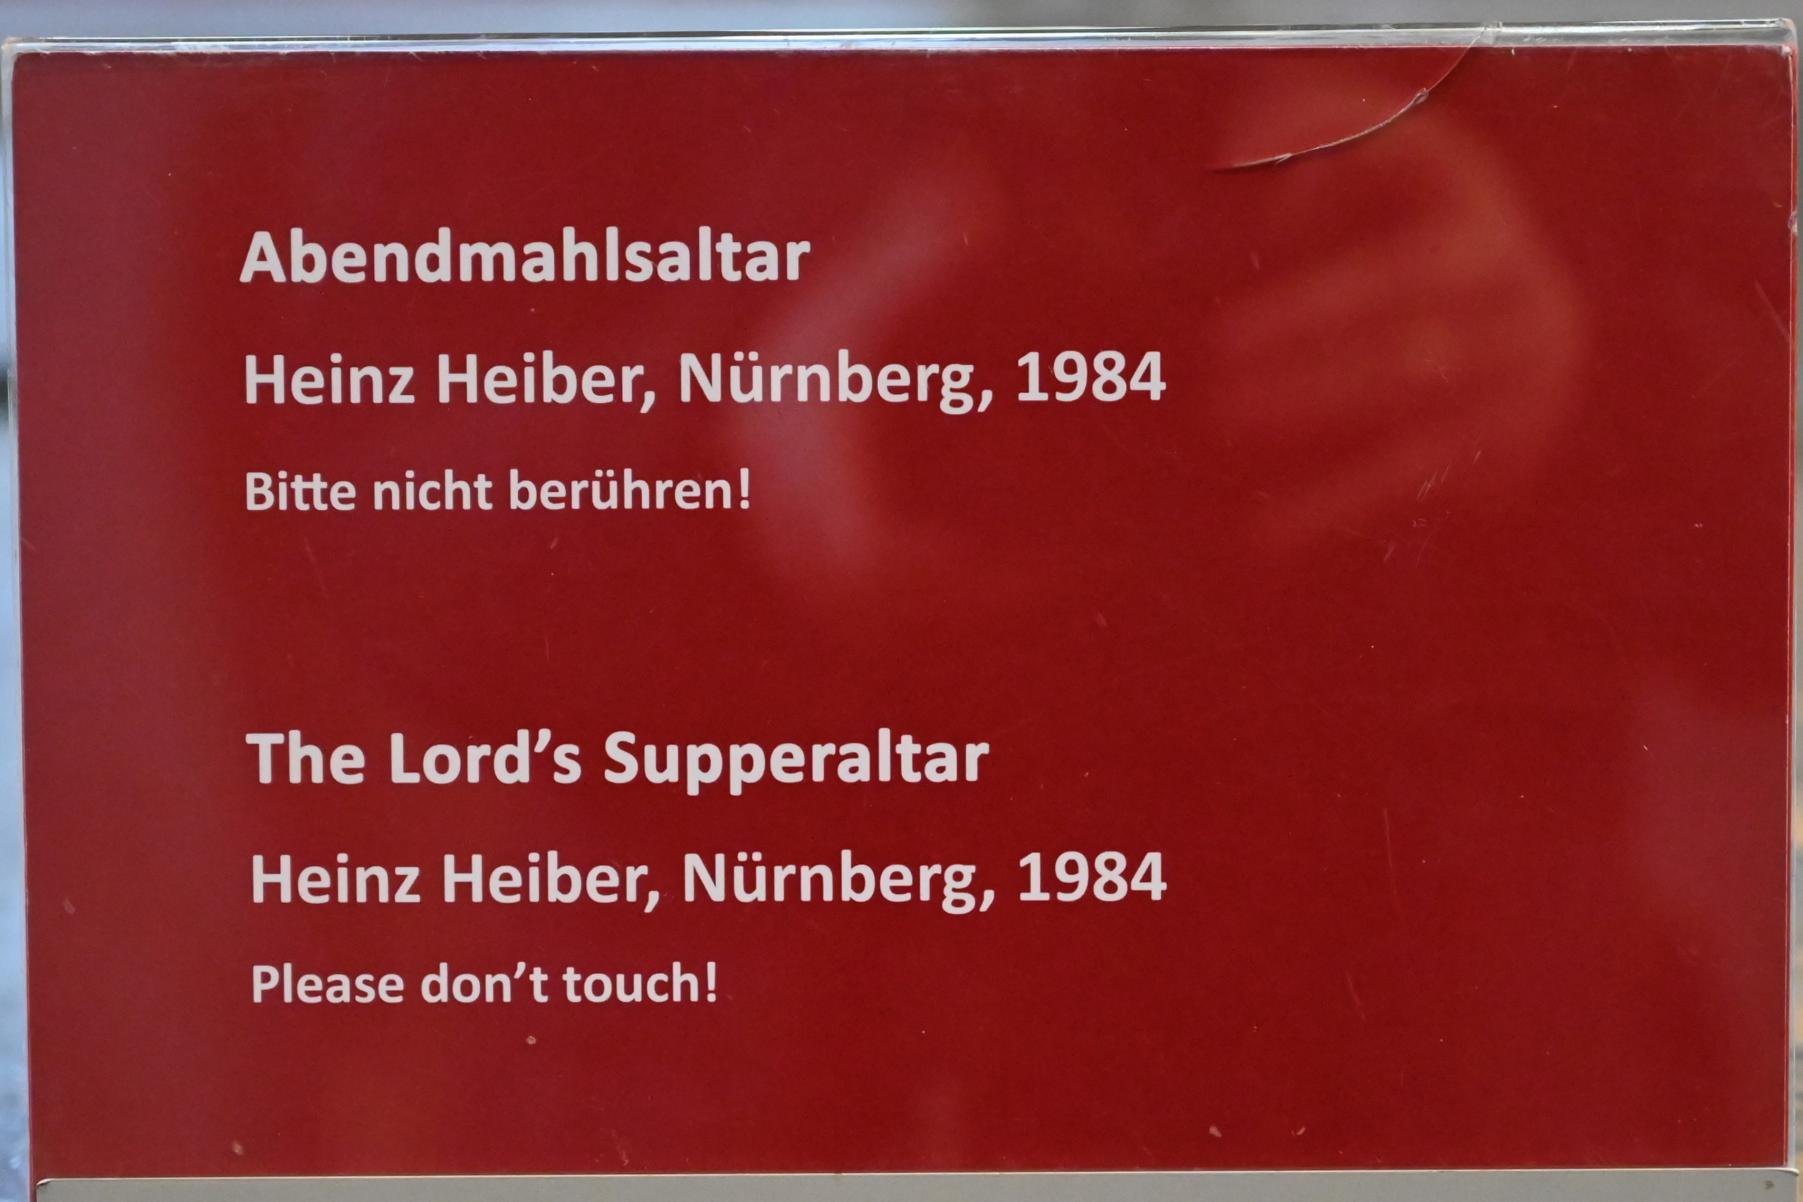 Abendmahlsaltar
Heinz Heiber, Nürnberg, 1984
Bitte nicht berühren!
The Lord’s Supperaltar
Heinz Heiber, Nürnberg, 1984
Please don’t touch!